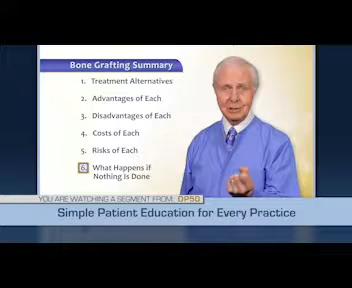 Bone Grafting Summary
1. Treatment Alternatives
2. Advantages of Each
3. Disadvantages of Each
4. Costs of Each
5. Risks of Each
6. What Happens if
Nothing Is Done
YOU ARE WATCHING A SEGMENT FROM: OP50
Simple Patient Education for Every Practice